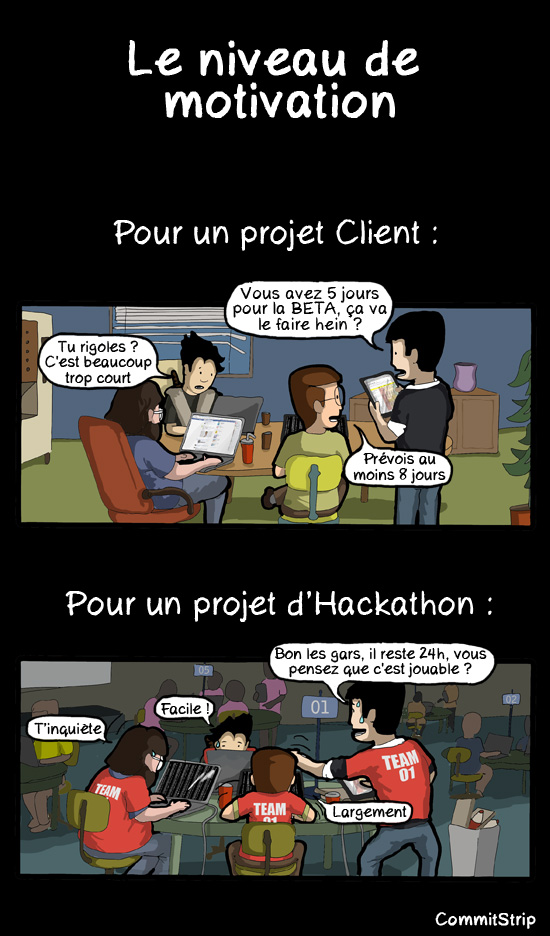 Le niveau de
motivation
Pour un projet Client :
Vous avez 5 jours
pour la BETA, ça va
le faire hein ?
Tu rigoles ?
C'est beaucoup
trop court
Prévois au
moins 8 jours
Pour un projet d'Hackathon :
Bon les gars, il reste 24h, vous
pensez que c'est jouable ?
05
Facile !
01
02
T'inquiète
TEAM
01
TEAM
TEAM
01
Largement
CommitStrip